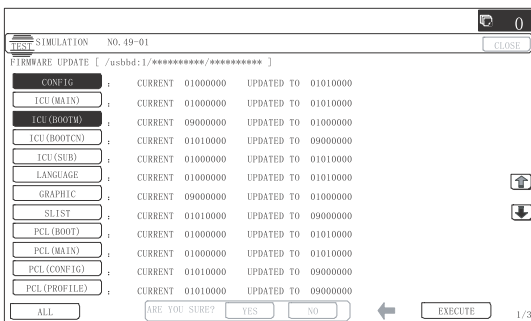 0
TEST SIMULATION NO. 49-01 CLOSE
FIRMWARE UPDATE [ /usbbd:1/**********/********** ]
CONFIG : CURRENT 01000000 UPDATED TO 01010000
ICU(MAIN) : CURRENT 01000000 UPDATED TO 01010000
ICU(BOOTM) : CURRENT 09000000 UPDATED TO 01000000
ICU(BOOTCN) : CURRENT 01010000 UPDATED TO 09000000
ICU(SUB) : CURRENT 01000000 UPDATED TO 01010000
LANGUAGE : CURRENT 01000000 UPDATED TO 01010000
GRAPHIC : CURRENT 09000000 UPDATED TO 01000000
SLIST : CURRENT 01010000 UPDATED TO 09000000
PCL(BOOT) : CURRENT 01000000 UPDATED TO 01010000
PCL(MAIN) : CURRENT 01000000 UPDATED TO 01010000
PCL(CONFIG) : CURRENT 01010000 UPDATED TO 09000000
PCL(PROFILE) : CURRENT 01010000 UPDATED TO 09000000
ALL ARE YOU SURE? YES NO EXECUTE 1/3